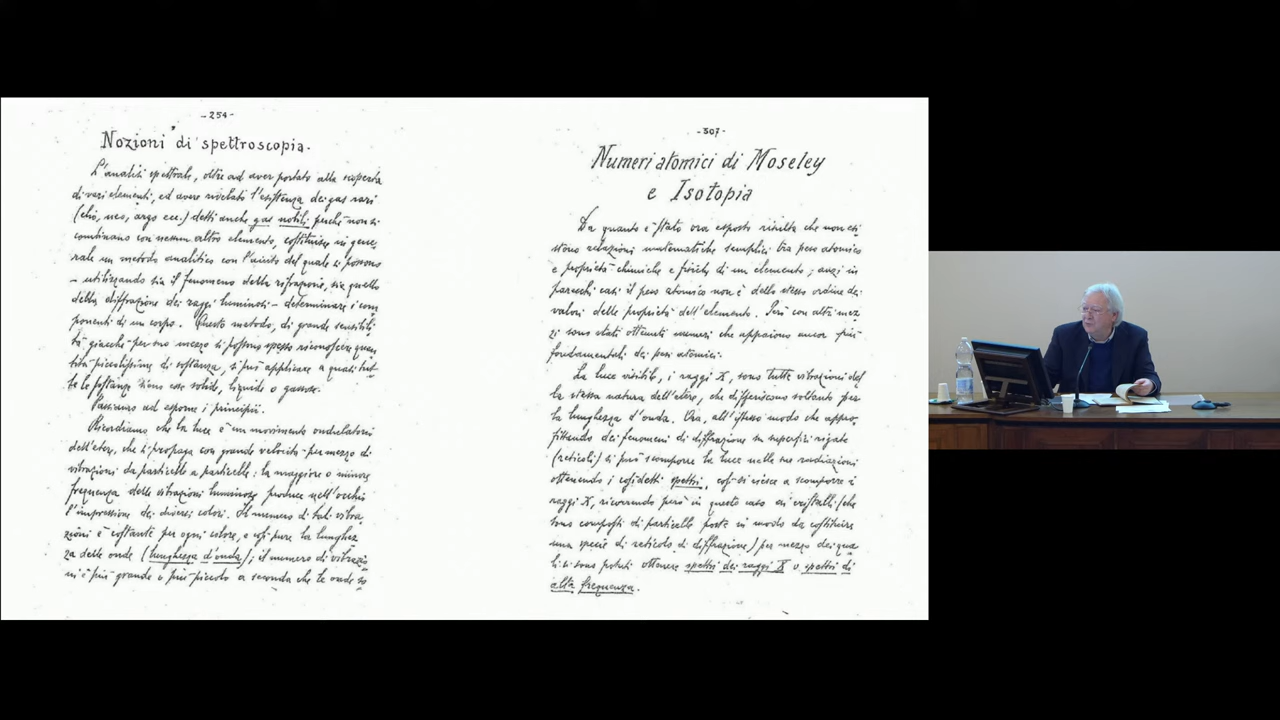 -254-
Nozioni di spettroscopia.
L'analisi spettrale, oltre ad aver portato alla scoperta
di vari elementi, ed avere rivelato l'esistenza dei gas rari
(elio, neo, argo ecc.) detti anche gas nobili perchè non si
combinano con nessun altro elemento, costituisce in gene-
rale un metodo analitico con l'aiuto del quale si possono
- utilizzando sia il fenomeno della rifrazione, sia quello
della diffrazione dei raggi luminosi - determinare i com
ponenti di un corpo. Questo metodo, di grande sensibili
tà giacchè per suo mezzo si possono spesso riconoscere quan
tità piccolissime di sostanza, si può applicare a quasi tut-
te le sostanze siano esse solide, liquide o gassose.
Passiamo ad esporne i principii.
Ricordiamo che la luce è un movimento ondulatorio
dell'etere, che si propaga con grande velocità per mezzo di
vibrazioni da particelle a particelle: la maggiore o minore
frequenza delle vibrazioni luminose produce nell'occhio
l'impressione dei diversi colori. Il numero di tali vibra
zioni è costante per ogni colore, e così pure la lunghez
za delle onde (lunghezza d'onda); il numero di vibrazio
ni è più grande o più piccolo a seconda che le onde so
-307-
Numeri atomici di Moseley
e Isotopia
Da quanto è stato ora esposto risulta che non esi
stono relazioni matematiche semplici tra peso atomico
e proprietà chimiche e fisiche di un elemento; anzi in
parecchi casi il peso atomico non è dello stesso ordine dei
valori delle proprietà dell'elemento. Però con altri mez
zi sono stati ottenuti numeri che appaiono ancor più
fondamentali dei pesi atomici.
La luce visibile, i raggi X, sono tutte vibrazioni del
la stessa natura dell'etere, che differiscono soltanto per
la lunghezza d'onda. Ora, all'istesso modo che appro,
fittando dei fenomeni di diffrazione su superfici rigate
(reticoli) si può scomporre la luce nelle sue radiazioni
ottenendo i cosidetti spettri, così si riesce a scomporre i
raggi X, ricorrendo però in questo caso ai cristalli (che
sono composti di particelle poste in modo da costituire
una specie di reticolo di diffrazione) per mezzo dei qua
li si sono potuti ottenere spettri dei raggi X o spettri di
alta frequenza.